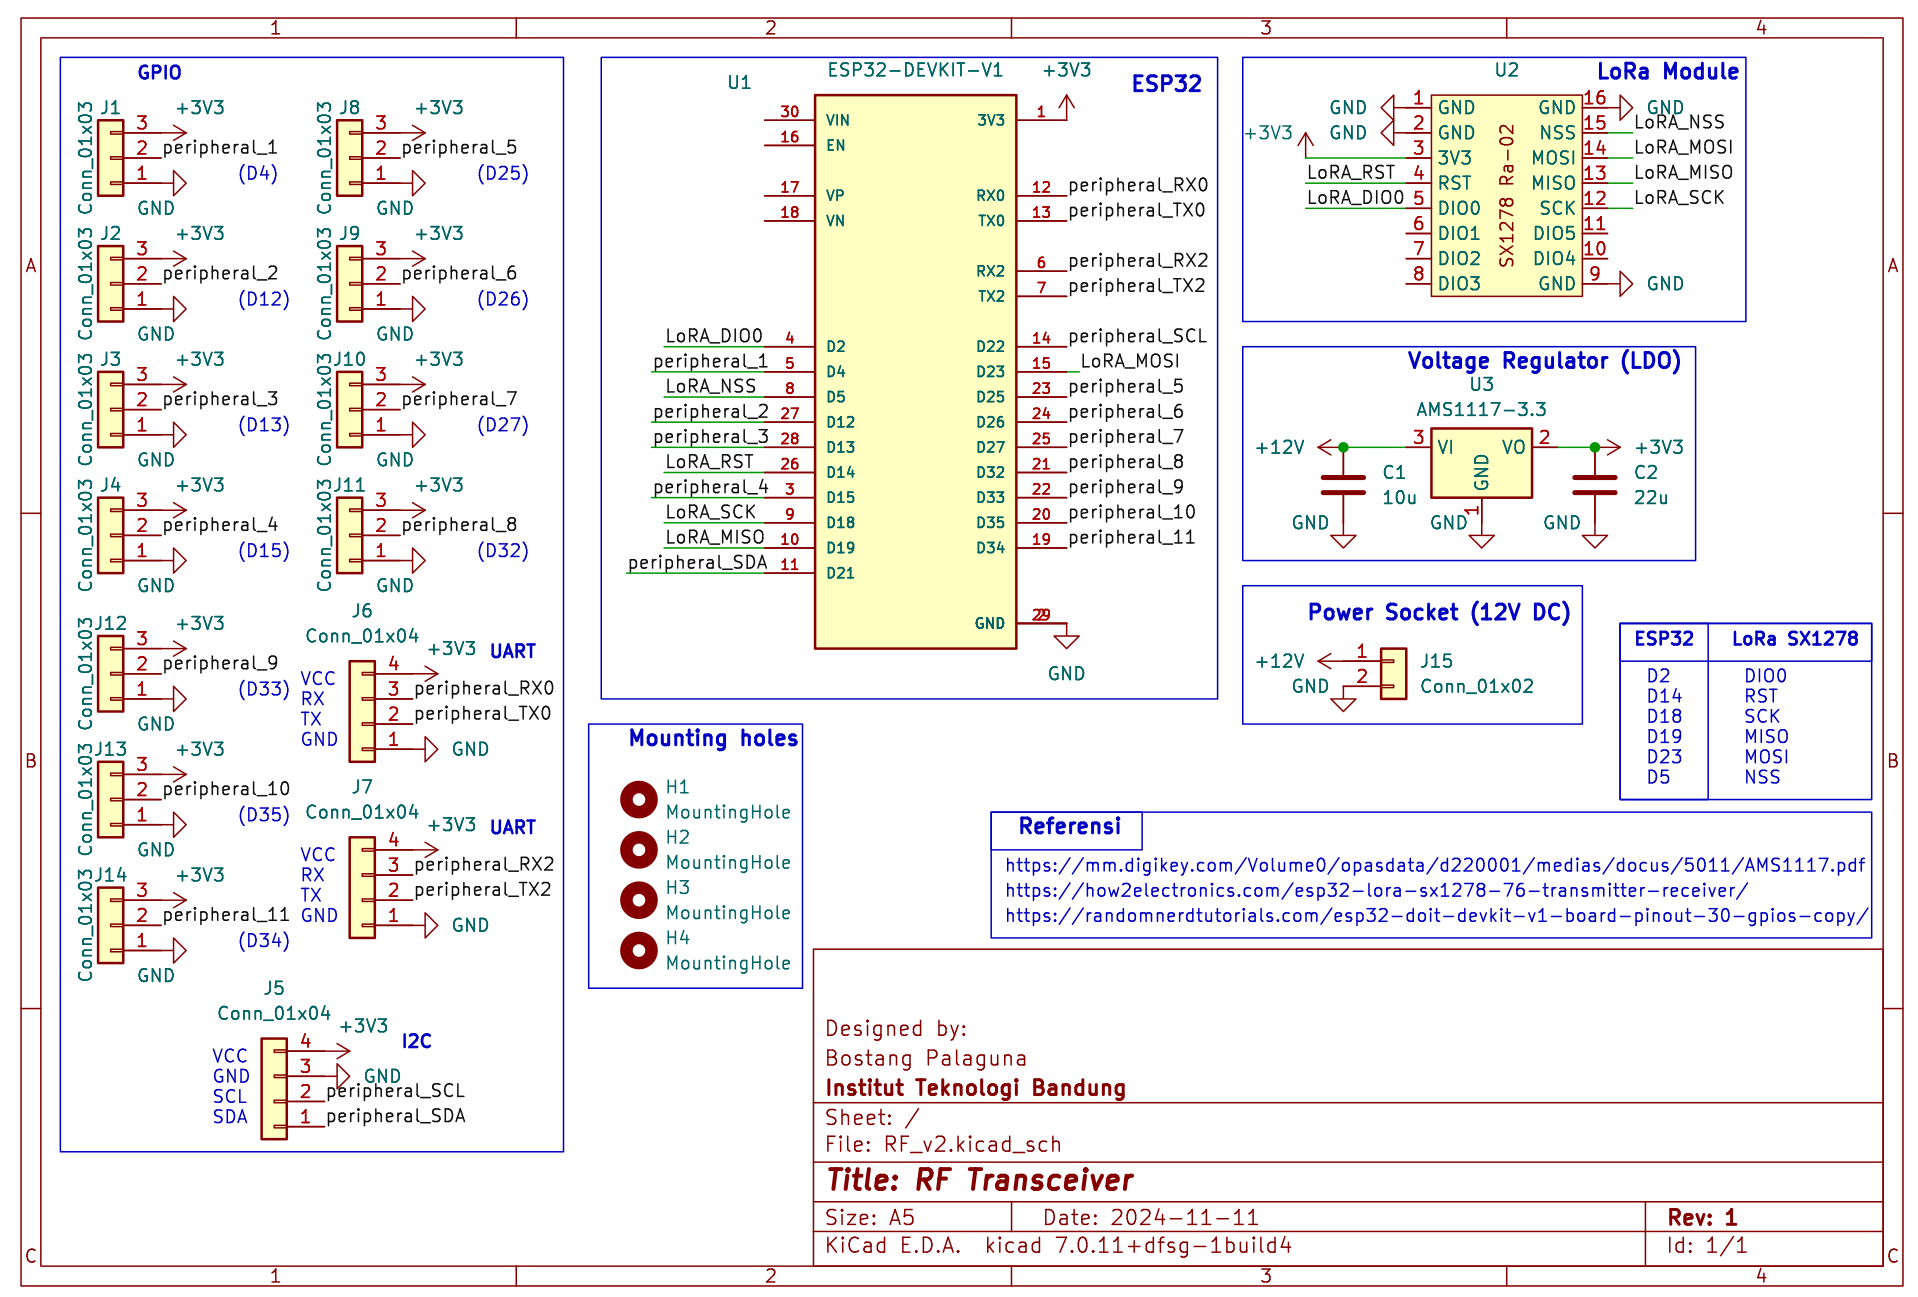 1 2 3 4
A
B
C
GPIO
J1
Conn_01x03
+3V3
3
2
1
peripheral_1
(D4)
GND
J8
Conn_01x03
+3V3
3
2
1
peripheral_5
(D25)
GND
J2
Conn_01x03
+3V3
3
2
1
peripheral_2
(D12)
GND
J9
Conn_01x03
+3V3
3
2
1
peripheral_6
(D26)
GND
J3
Conn_01x03
+3V3
3
2
1
peripheral_3
(D13)
GND
J10
Conn_01x03
+3V3
3
2
1
peripheral_7
(D27)
GND
J4
Conn_01x03
+3V3
3
2
1
peripheral_4
(D15)
GND
J11
Conn_01x03
+3V3
3
2
1
peripheral_8
(D32)
GND
J12
Conn_01x03
+3V3
3
2
1
peripheral_9
(D33)
GND
J6
Conn_01x04
+3V3
UART
VCC 4
RX 3 peripheral_RX0
TX 2 peripheral_TX0
GND 1 GND
J13
Conn_01x03
+3V3
3
2
1
peripheral_10
(D35)
GND
J7
Conn_01x04
+3V3
UART
VCC 4
RX 3 peripheral_RX2
TX 2 peripheral_TX2
GND 1 GND
J14
Conn_01x03
+3V3
3
2
1
peripheral_11
(D34)
GND
J5
Conn_01x04
+3V3
I2C
VCC 4
GND 3 GND
SCL 2 peripheral_SCL
SDA 1 peripheral_SDA
U1
ESP32-DEVKIT-V1
+3V3
ESP32
30 VIN
16 EN
17 VP
18 VN
LoRA_DIO0 4 D2
peripheral_1 5 D4
LoRA_NSS 8 D5
peripheral_2 27 D12
peripheral_3 28 D13
LoRA_RST 26 D14
peripheral_4 3 D15
LoRA_SCK 9 D18
LoRA_MISO 10 D19
peripheral_SDA 11 D21
3V3 1
RX0 12 peripheral_RX0
TX0 13 peripheral_TX0
RX2 6 peripheral_RX2
TX2 7 peripheral_TX2
D22 14 peripheral_SCL
D23 15 LoRA_MOSI
D25 23 peripheral_5
D26 24 peripheral_6
D27 25 peripheral_7
D32 21 peripheral_8
D33 22 peripheral_9
D35 20 peripheral_10
D34 19 peripheral_11
GND 29
GND
Mounting holes
H1
MountingHole
H2
MountingHole
H3
MountingHole
H4
MountingHole
U2
LoRa Module
SX1278 Ra-02
GND 1 GND
GND 2 GND
+3V3 3 3V3
LoRA_RST 4 RST
LoRA_DIO0 5 DIO0
6 DIO1
7 DIO2
8 DIO3
GND 16 GND
NSS 15 LoRA_NSS
MOSI 14 LoRA_MOSI
MISO 13 LoRA_MISO
SCK 12 LoRA_SCK
DIO5 11
DIO4 10
GND 9 GND
Voltage Regulator (LDO)
U3
AMS1117-3.3
+12V 3 VI VO 2 +3V3
GND
1
C1
10u
C2
22u
GND GND GND
Power Socket (12V DC)
+12V 1 J15
GND 2 Conn_01x02
ESP32 LoRa SX1278
D2 DIO0
D14 RST
D18 SCK
D19 MISO
D23 MOSI
D5 NSS
Referensi
https://mm.digikey.com/Volume0/opasdata/d220001/medias/docus/5011/AMS1117.pdf
https://how2electronics.com/esp32-lora-sx1278-76-transmitter-receiver/
https://randomnerdtutorials.com/esp32-doit-devkit-v1-board-pinout-30-gpios-copy/
Designed by:
Bostang Palaguna
Institut Teknologi Bandung
Sheet: /
File: RF_v2.kicad_sch
Title: RF Transceiver
Size: A5 Date: 2024-11-11 Rev: 1
KiCad E.D.A. kicad 7.0.11+dfsg-1build4 Id: 1/1
A
B
C
1 2 3 4